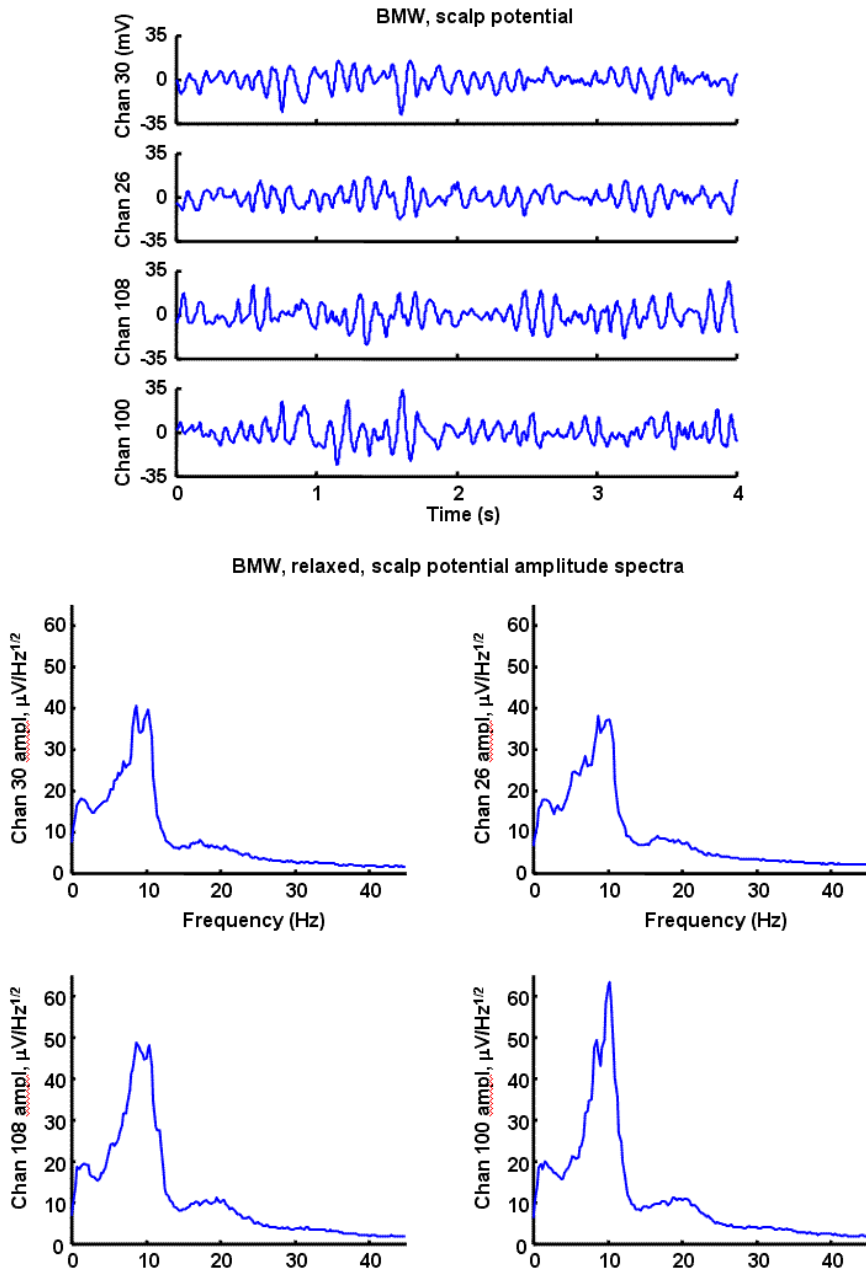 BMW, scalp potential
Chan 30 (mV)
35
0
-35
Chan 26
35
0
-35
Chan 108
35
0
-35
Chan 100
35
0
-35
0 1 2 3 4
Time (s)
BMW, relaxed, scalp potential amplitude spectra
Chan 30 ampl, µV/Hz1/2
60
50
40
30
20
10
0
0 10 20 30 40
Frequency (Hz)
Chan 26 ampl, µV/Hz1/2
60
50
40
30
20
10
0
0 10 20 30 40
Frequency (Hz)
Chan 108 ampl, µV/Hz1/2
60
50
40
30
20
10
0
0 10 20 30 40
Chan 100 ampl, µV/Hz1/2
60
50
40
30
20
10
0
0 10 20 30 40